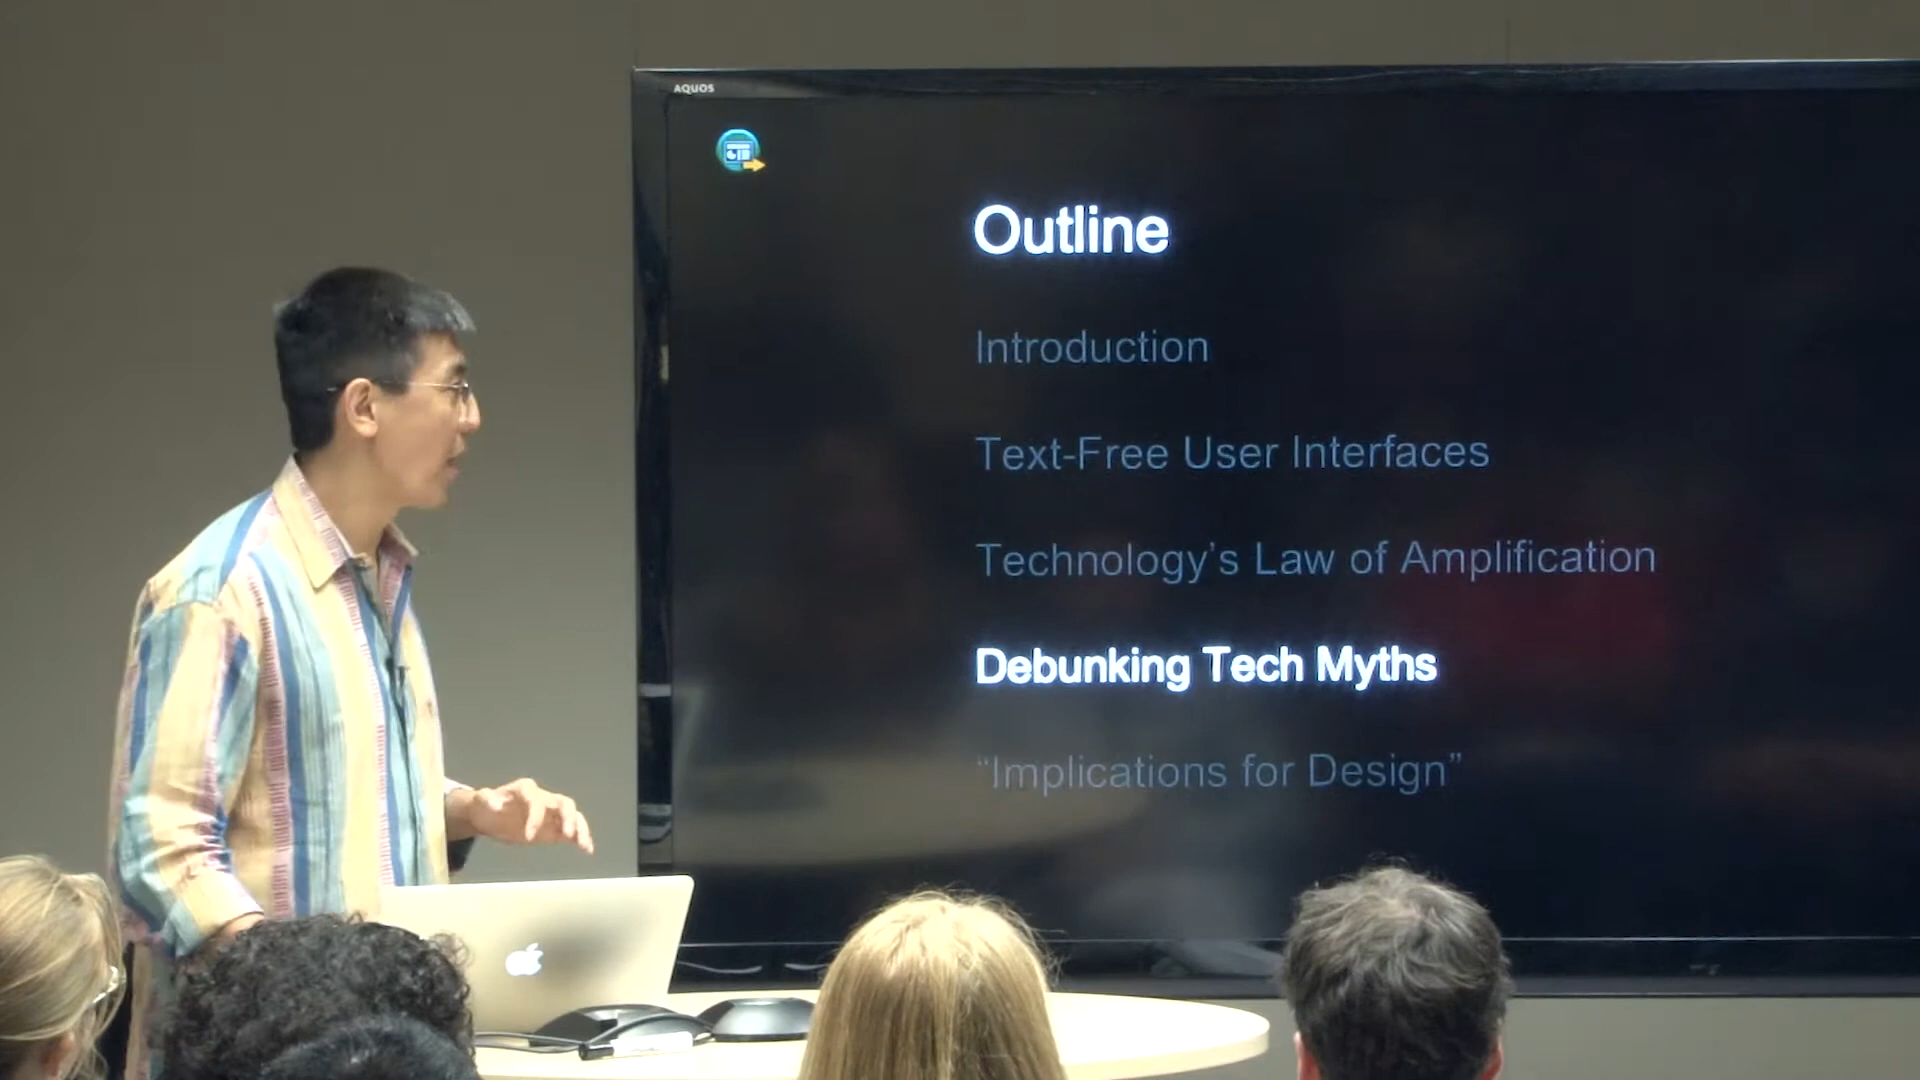 AQUOS
Outline
Introduction
Text-Free User Interfaces
Technology’s Law of Amplification
Debunking Tech Myths
“Implications for Design”